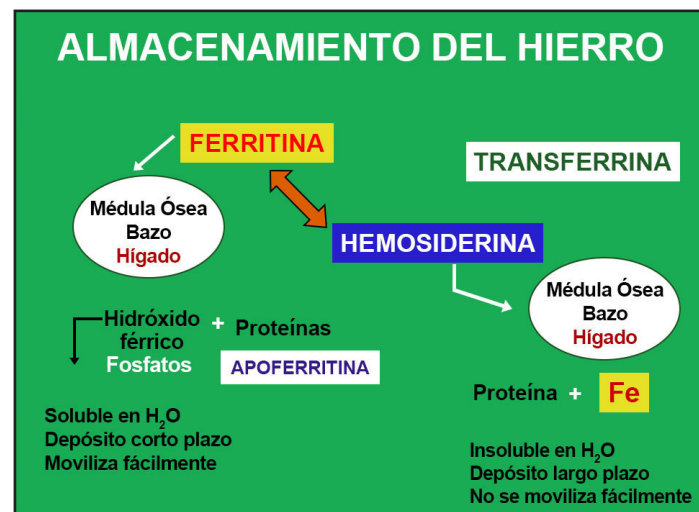 ALMACENAMIENTO DEL HIERRO
FERRITINA
TRANSFERRINA
Médula Ósea
Bazo
Hígado
HEMOSIDERINA
Médula Ósea
Bazo
Hígado
Hidróxido + Proteínas
férrico
Fosfatos
APOFERRITINA
Proteína + Fe
Soluble en H₂O
Depósito corto plazo
Moviliza fácilmente
Insoluble en H₂O
Depósito largo plazo
No se moviliza fácilmente